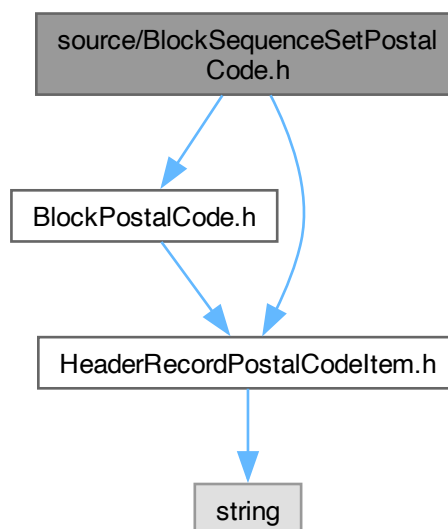 source/BlockSequenceSetPostal
Code.h
BlockPostalCode.h
HeaderRecordPostalCodeItem.h
string